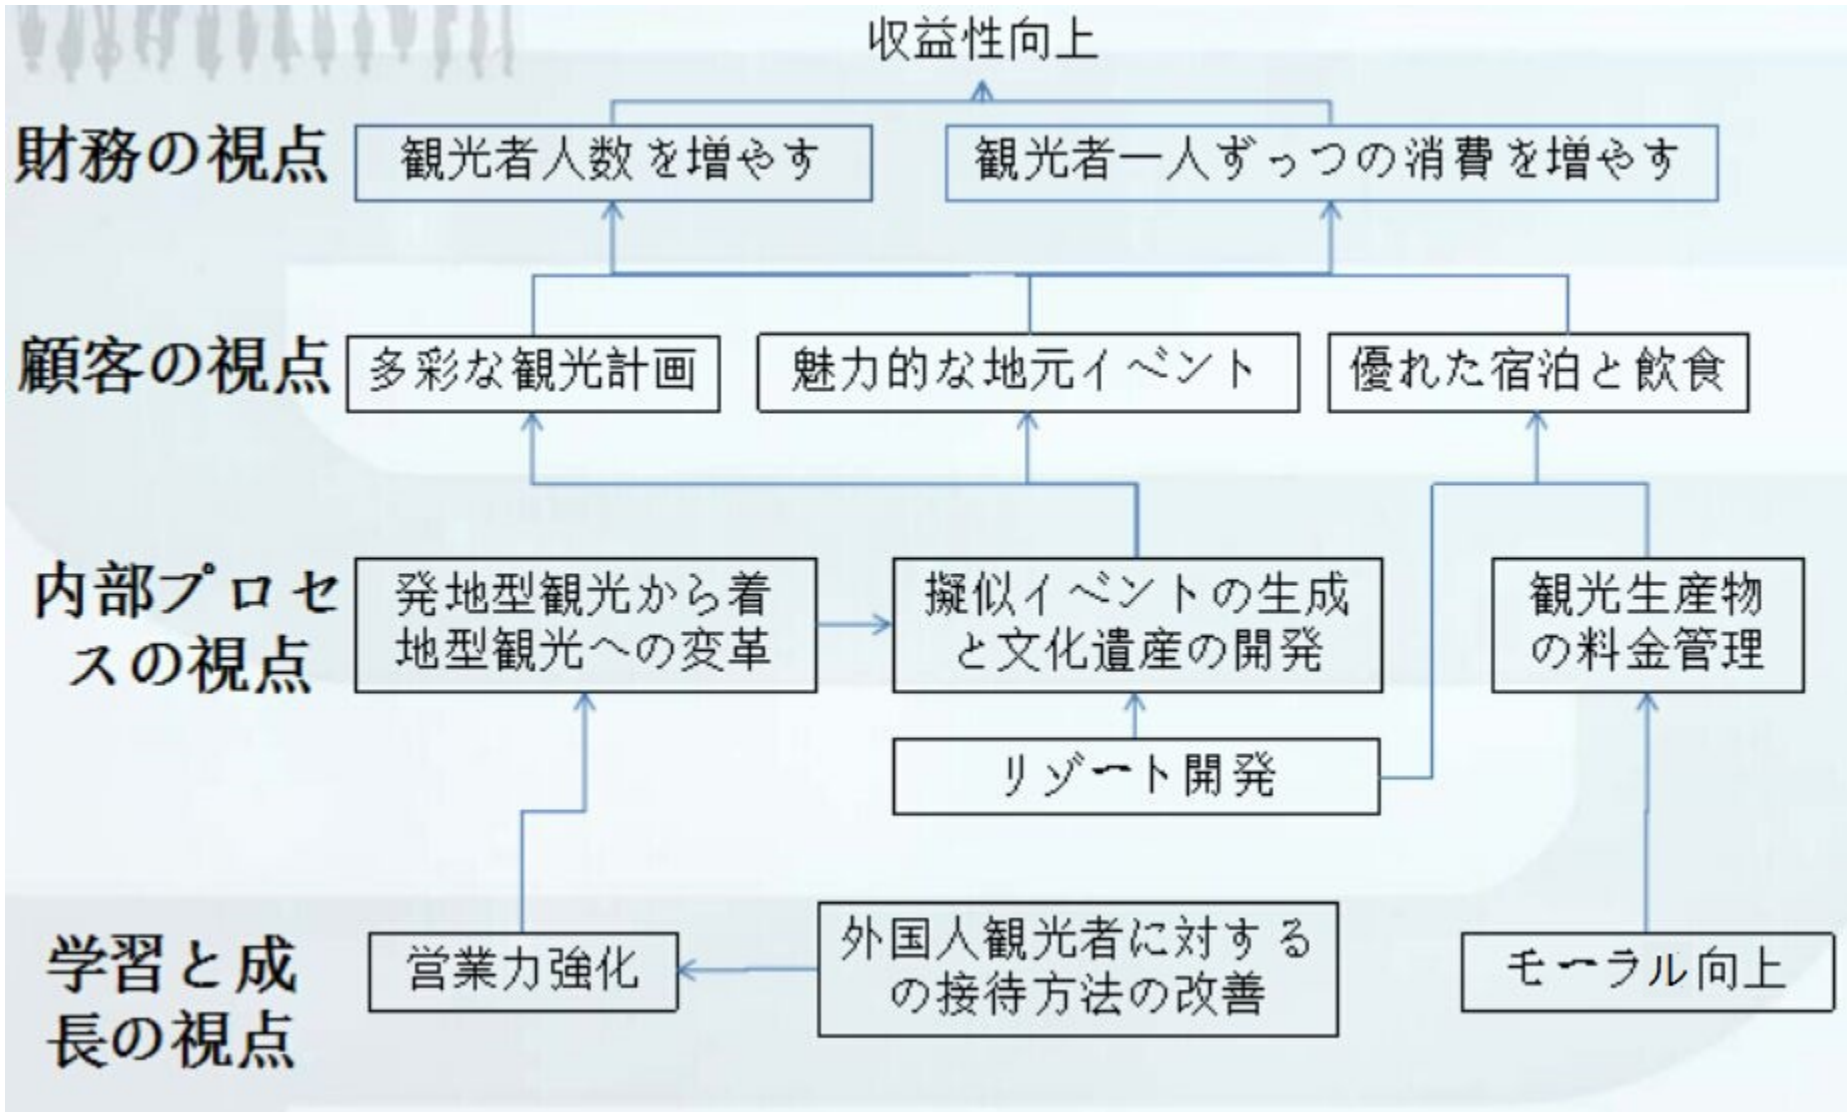 収益性向上
財務の視点
観光者人数を増やす
観光者一人ずっつの消費を増やす
顧客の視点
多彩な観光計画
魅力的な地元イベント
優れた宿泊と飲食
内部プロセ
スの視点
発地型観光から着
地型観光への変革
擬似イベントの生成
と文化遺産の開発
観光生産物
の料金管理
リゾート開発
学習と成
長の視点
営業力強化
外国人観光者に対する
の接待方法の改善
モーラル向上